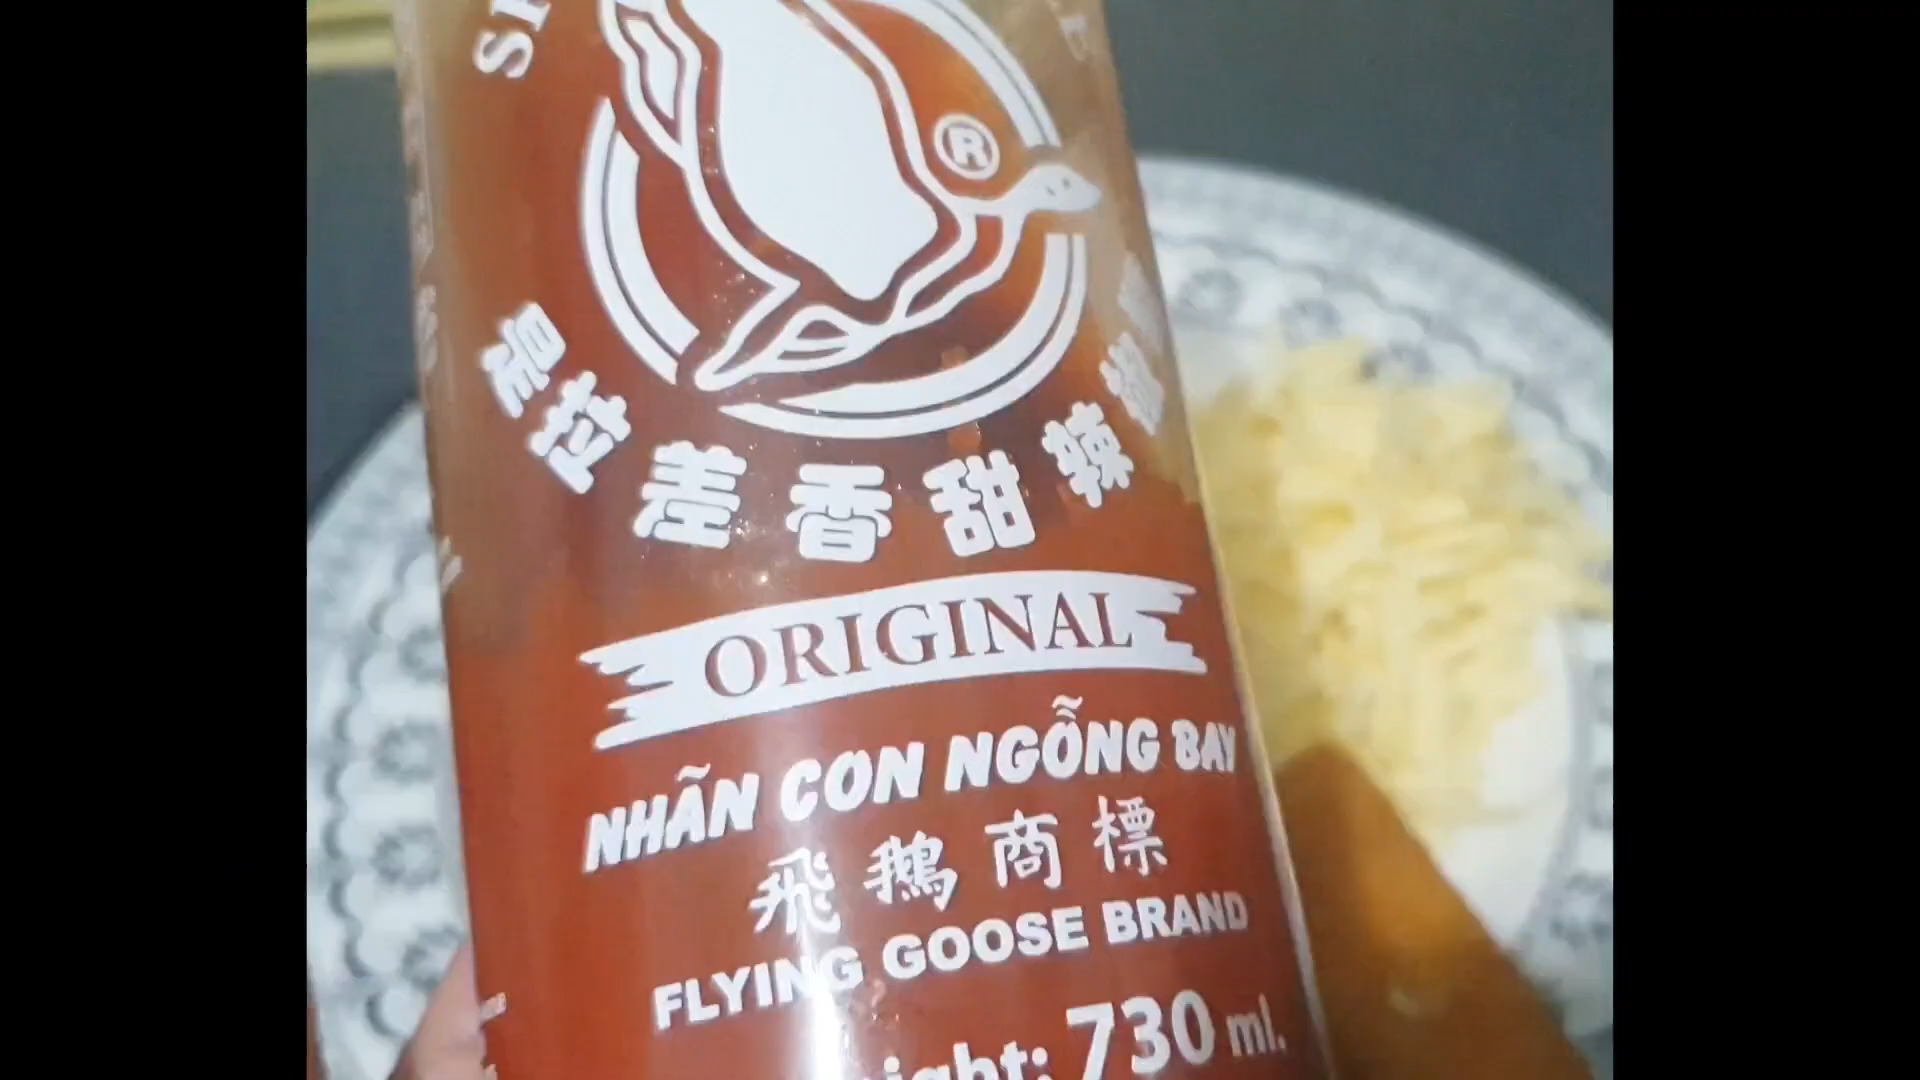 ®
是拉差香甜辣
ORIGINAL
NHÃN CON NGỖNG BAY
飛鵝商標
FLYING GOOSE BRAND
730 ml.